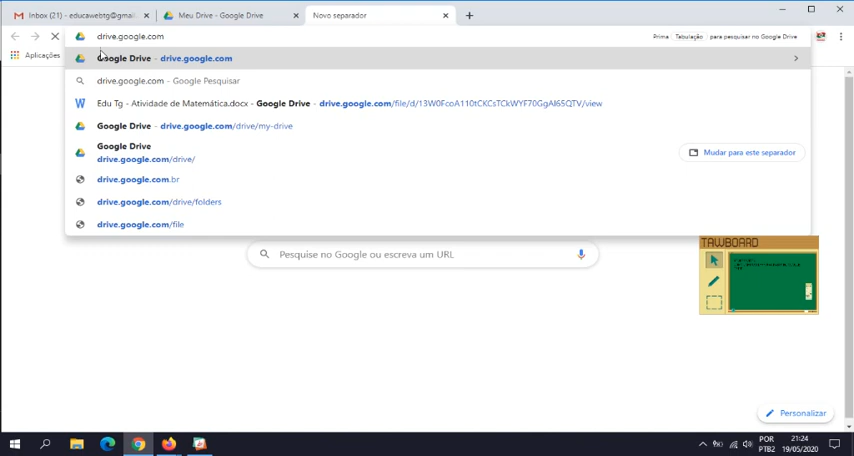 Inbox (21) - educawebtg@gmail.
Meu Drive - Google Drive
Novo separador
drive.google.com
Prima Tabulação para pesquisar no Google Drive
Aplicações
Google Drive - drive.google.com
drive.google.com - Google Pesquisar
Edu Tg - Atividade de Matemática.docx - Google Drive - drive.google.com/file/d/13W0FcoA110tCKCsTCkWYF70GgAI65QTV/view
Google Drive - drive.google.com/drive/my-drive
Google Drive
drive.google.com/drive/
Mudar para este separador
drive.google.com.br
drive.google.com/drive/folders
drive.google.com/file
TAWBOARD
Pesquise no Google ou escreva um URL
Personalizar
POR
PTB2
21:24
19/05/2020